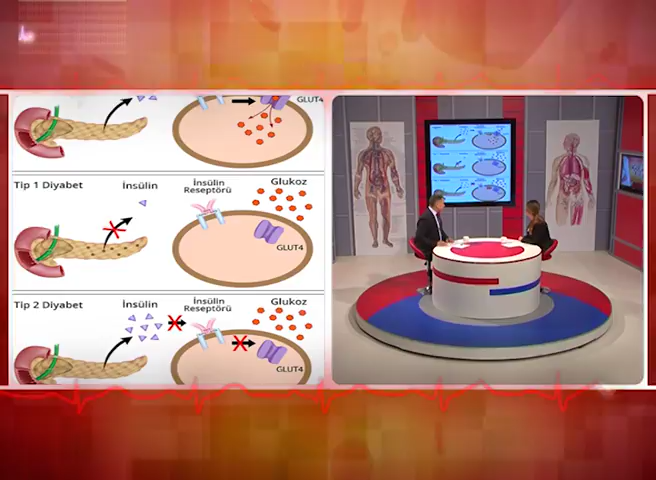 GLUT4
Tip 1 Diyabet
İnsülin
İnsülin
Reseptörü
Glukoz
GLUT4
Tip 2 Diyabet
İnsülin
İnsülin
Reseptörü
Glukoz
GLUT4